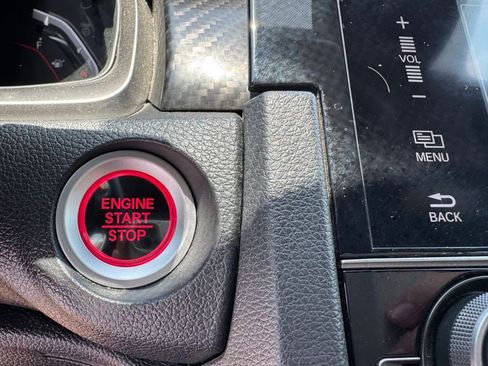 F
+
VOL
−
MENU
BACK
ENGINE
START
STOP